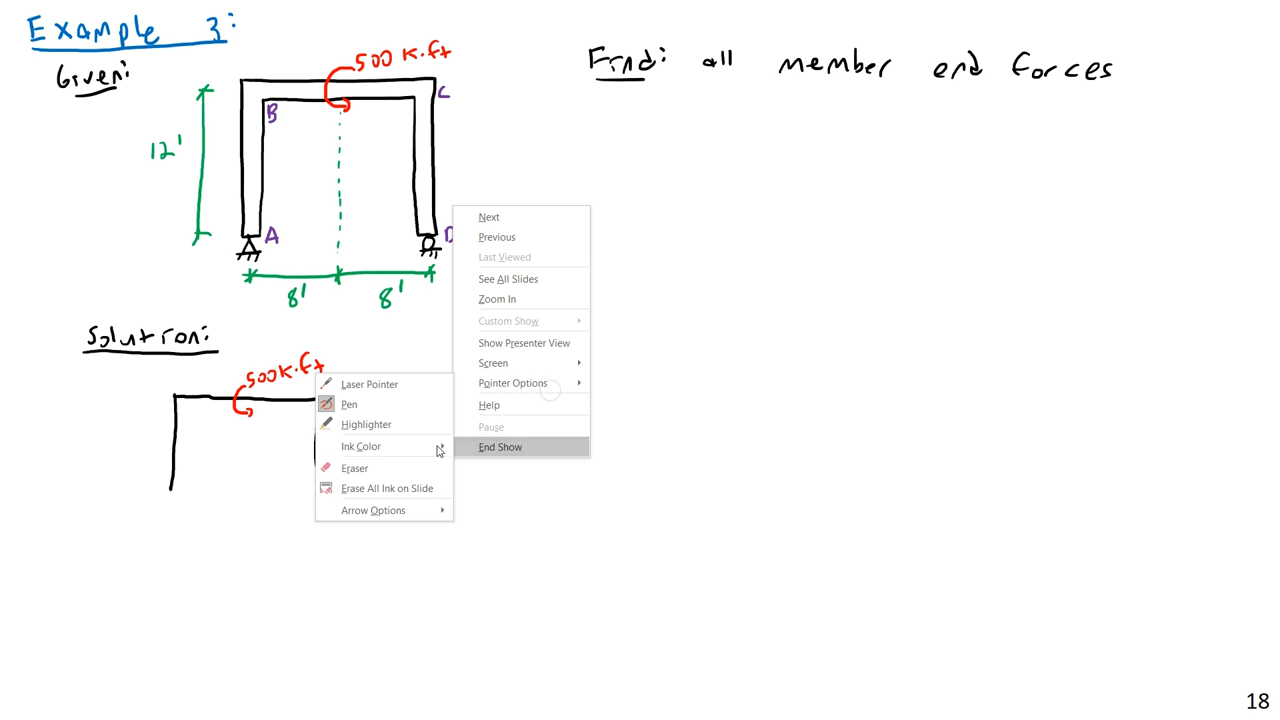 Example 3:
Given:
500 K.ft
Find: all member end forces
B
C
12'
A
D
8' 8'
Solution:
500K.ft
Next
Previous
Last Viewed
See All Slides
Zoom In
Custom Show
Show Presenter View
Screen
Pointer Options
Help
Pause
End Show
Laser Pointer
Pen
Highlighter
Ink Color
Eraser
Erase All Ink on Slide
Arrow Options
18